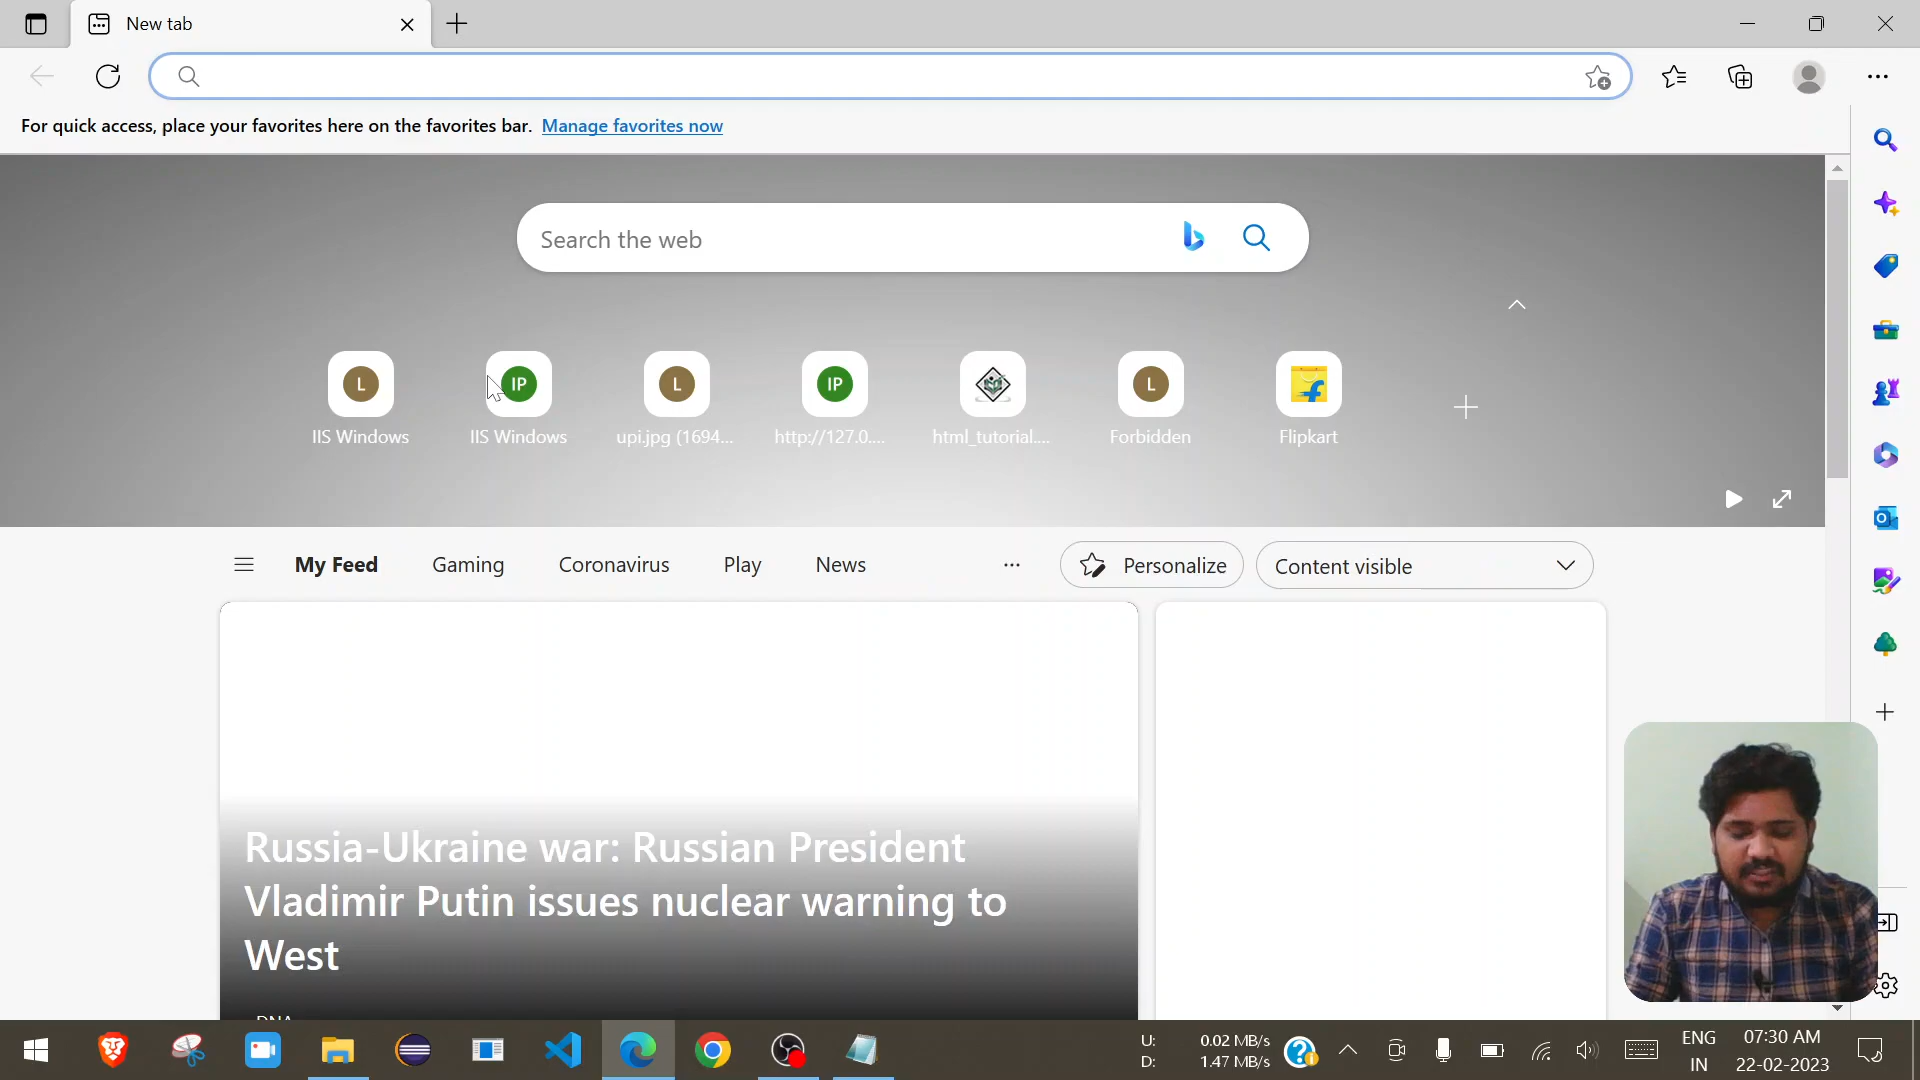 New tab
For quick access, place your favorites here on the favorites bar. Manage favorites now
Search the web
L
IP
L
IP
L
IIS Windows
IIS Windows
upi.jpg (1694...
http://127.0....
html_tutorial....
Forbidden
Flipkart
My Feed
Gaming
Coronavirus
Play
News
Personalize
Content visible
Russia-Ukraine war: Russian President
Vladimir Putin issues nuclear warning to
West
DNA
U: 0.02 MB/s
D: 1.47 MB/s
ENG
IN
07:30 AM
22-02-2023